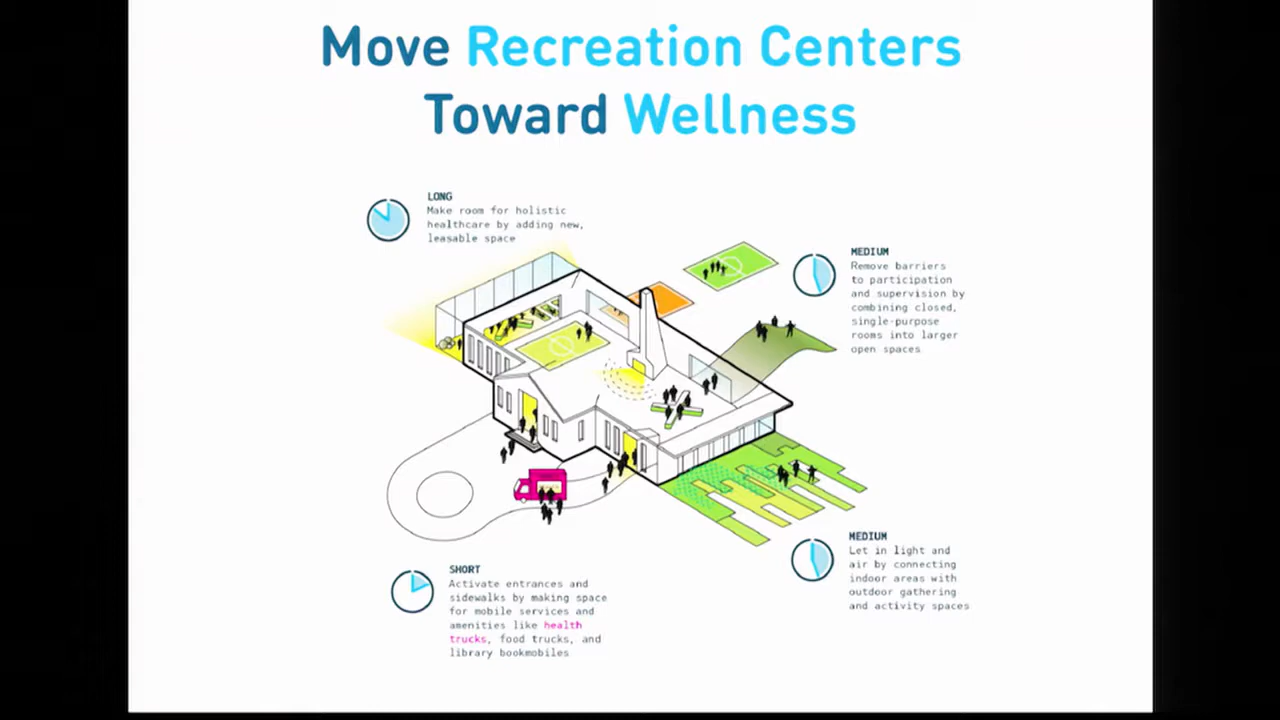 Move Recreation Centers
Toward Wellness
LONG
Make room for holistic
healthcare by adding new,
leasable space
MEDIUM
Remove barriers
to participation
and supervision by
combining closed,
single-purpose
rooms into larger
open spaces
MEDIUM
Let in light and
air by connecting
indoor areas with
outdoor gathering
and activity spaces
SHORT
Activate entrances and
sidewalks by making space
for mobile services and
amenities like health
trucks, food trucks, and
library bookmobiles